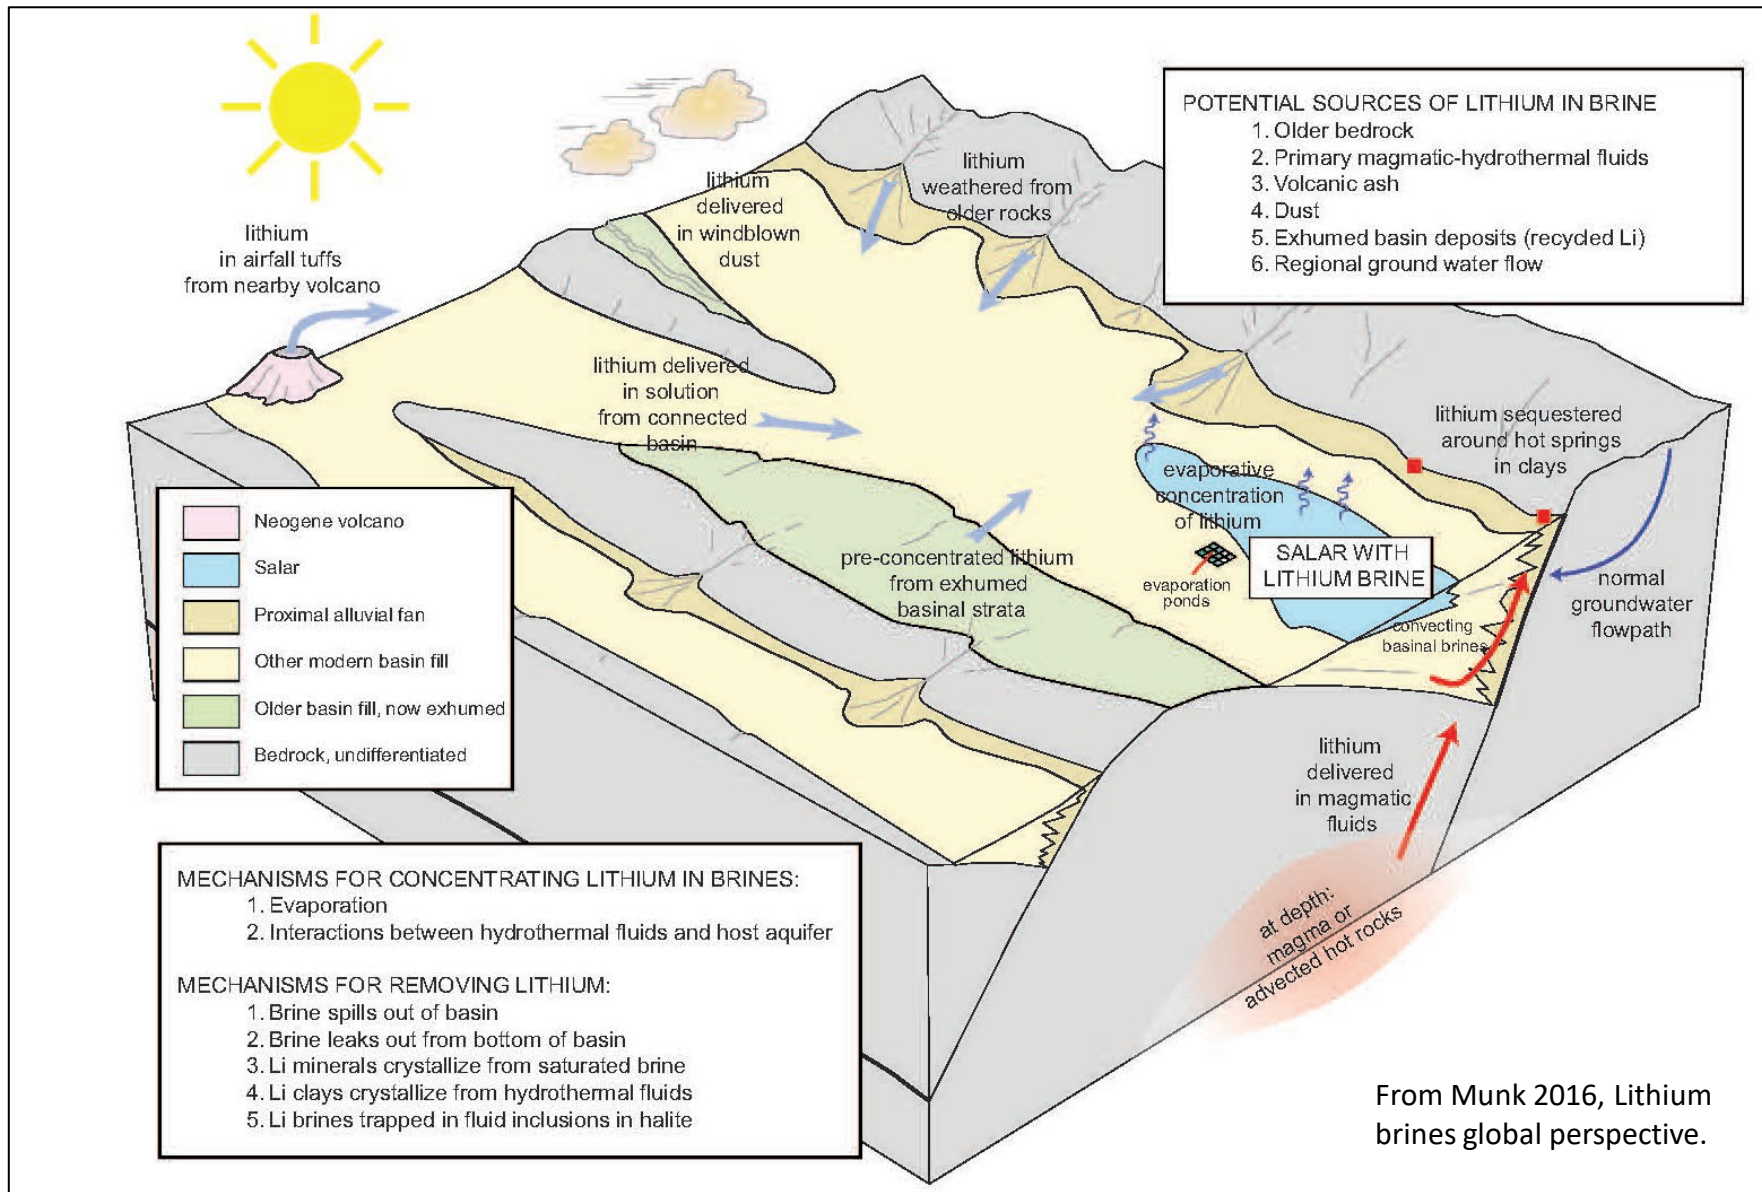 POTENTIAL SOURCES OF LITHIUM IN BRINE
1. Older bedrock
2. Primary magmatic-hydrothermal fluids
3. Volcanic ash
4. Dust
5. Exhumed basin deposits (recycled Li)
6. Regional ground water flow
lithium
weathered from
older rocks
lithium
delivered
in windblown
dust
lithium
in airfall tuffs
from nearby volcano
lithium delivered
in solution
from connected
basin
lithium sequestered
around hot springs
in clays
evaporative
concentration
of lithium
SALAR WITH
LITHIUM BRINE
evaporation
ponds
pre-concentrated lithium
from exhumed
basinal strata
normal
groundwater
flowpath
convecting
basinal brines
lithium
delivered
in magmatic
fluids
at depth:
magma or
advected hot rocks
Neogene volcano
Salar
Proximal alluvial fan
Other modern basin fill
Older basin fill, now exhumed
Bedrock, undifferentiated
MECHANISMS FOR CONCENTRATING LITHIUM IN BRINES:
1. Evaporation
2. Interactions between hydrothermal fluids and host aquifer
MECHANISMS FOR REMOVING LITHIUM:
1. Brine spills out of basin
2. Brine leaks out from bottom of basin
3. Li minerals crystallize from saturated brine
4. Li clays crystallize from hydrothermal fluids
5. Li brines trapped in fluid inclusions in halite
From Munk 2016, Lithium
brines global perspective.